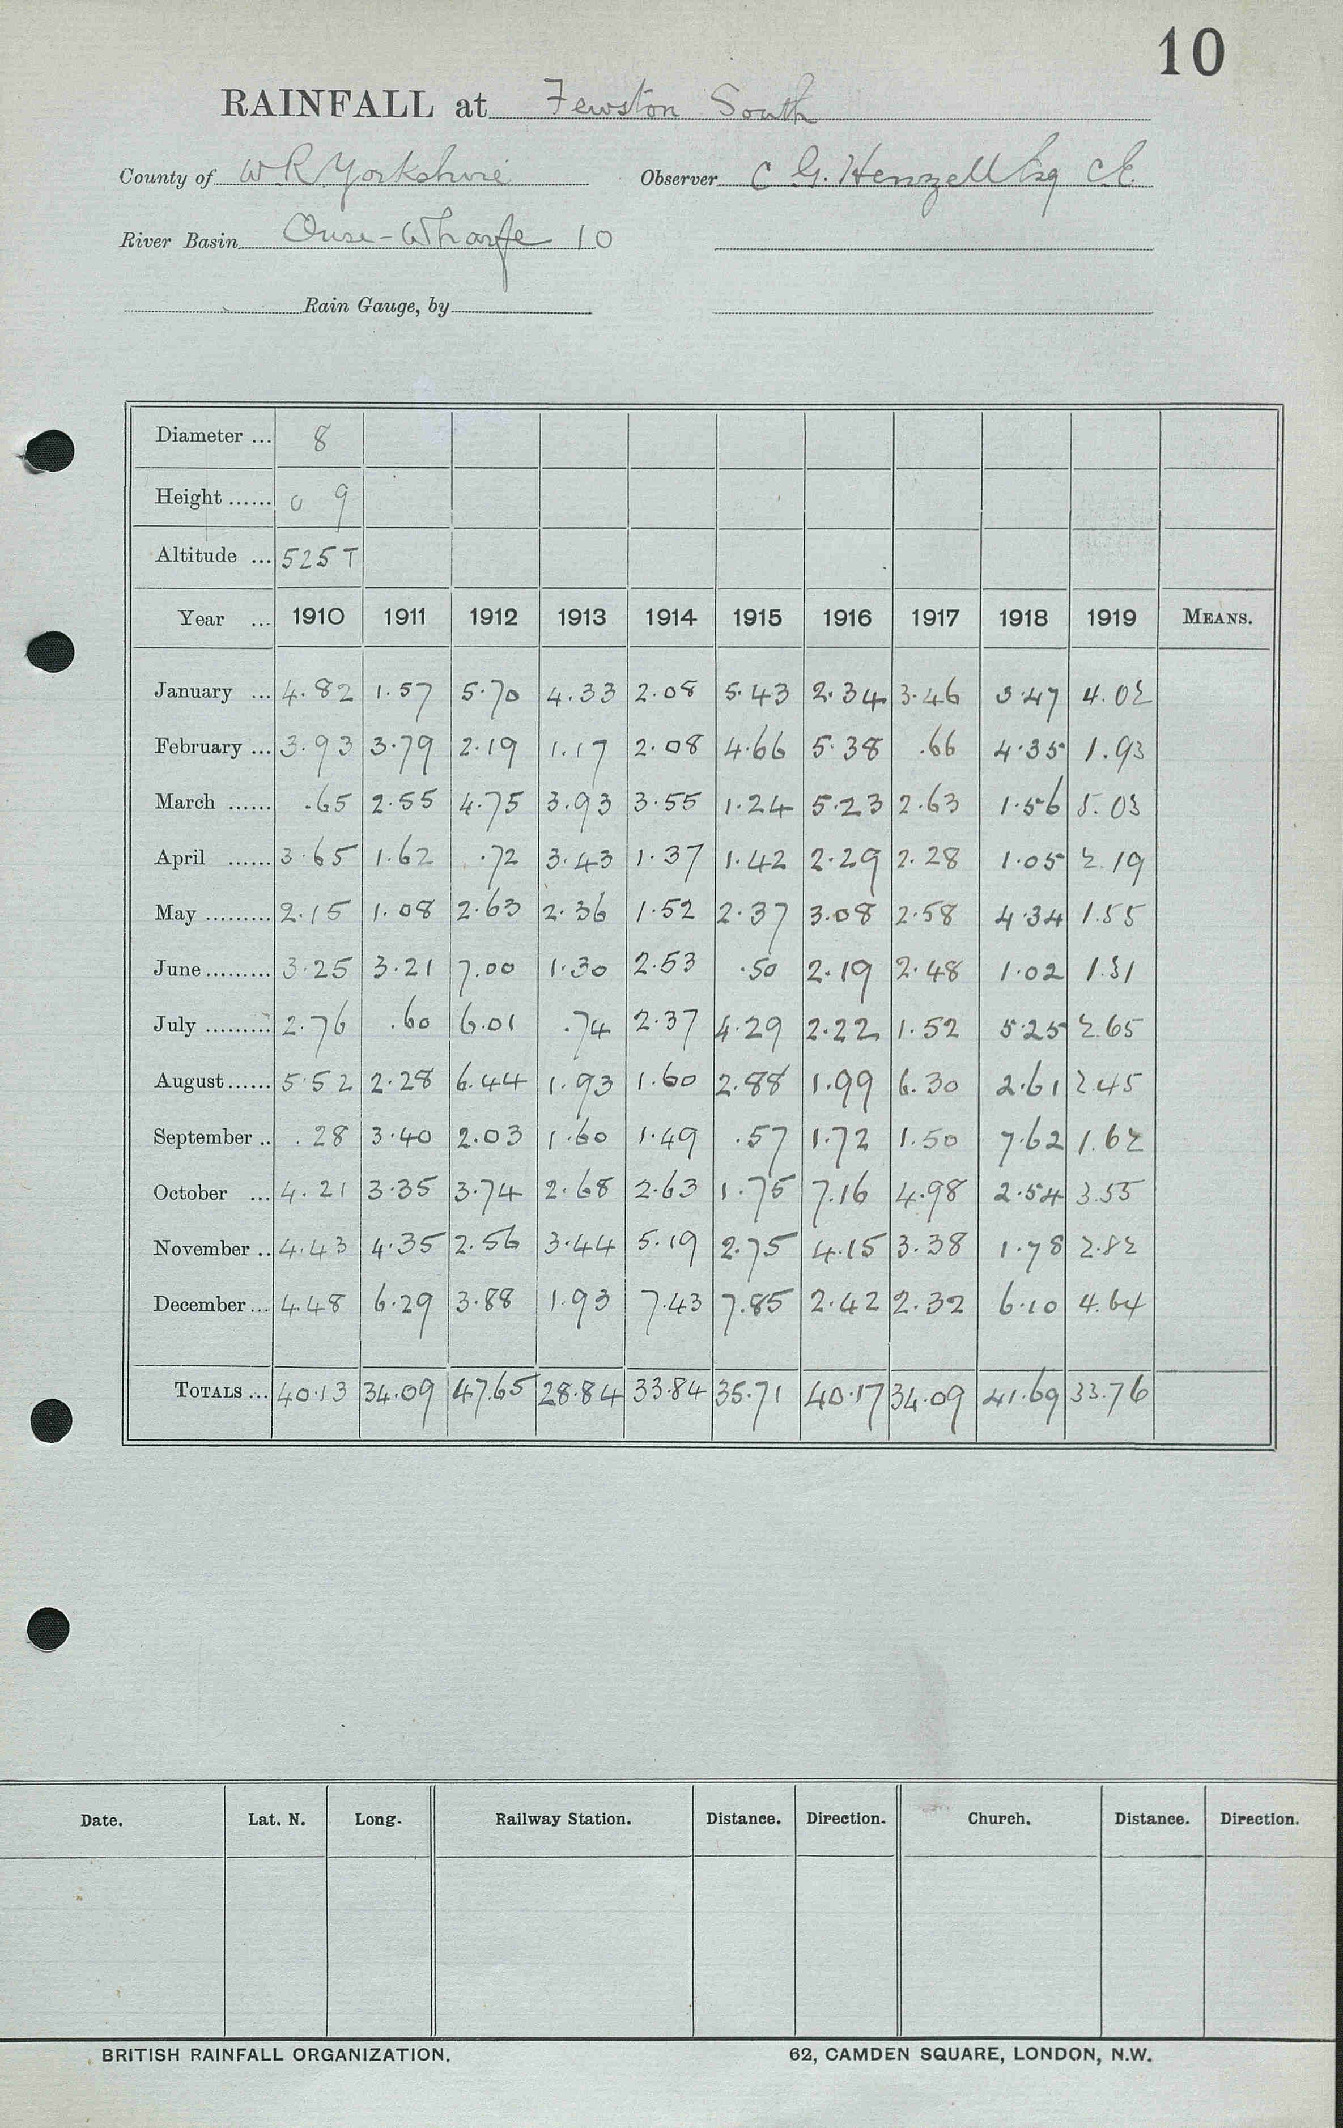 10
RAINFALL at Fewston South
County of W R Yorkshire Observer C G. Henzell Esq C.E.
River Basin Ouse-Wharfe 10
Rain Gauge, by
Diameter ... 8
Height ...... 0 9
Altitude ... 525 T
Year ... 1910 1911 1912 1913 1914 1915 1916 1917 1918 1919 MEANS.
January ... 4.82 1.57 5.70 4.33 2.08 5.43 2.34 3.46 3.47 4.02
February ... 3.93 3.79 2.19 1.17 2.08 4.66 5.38 .66 4.35 1.93
March ...... .65 2.55 4.75 3.93 3.55 1.24 5.23 2.63 1.56 5.03
April ...... 3.65 1.62 .72 3.43 1.37 1.42 2.29 2.28 1.05 2.19
May ......... 2.15 1.08 2.63 2.36 1.52 2.37 3.08 2.58 4.34 1.55
June ......... 3.25 3.21 7.00 1.30 2.53 .50 2.19 2.48 1.02 1.31
July ......... 2.76 .60 6.01 .74 2.37 4.29 2.22 1.52 5.25 2.65
August ...... 5.52 2.28 6.44 1.93 1.60 2.88 1.99 6.30 2.61 2.45
September .. .28 3.40 2.03 1.60 1.49 .57 1.72 1.50 7.62 1.62
October ... 4.21 3.35 3.74 2.68 2.63 1.75 7.16 4.98 2.54 3.55
November .. 4.43 4.35 2.56 3.44 5.19 2.75 4.15 3.38 1.78 2.82
December ... 4.48 6.29 3.88 1.93 7.43 7.85 2.42 2.32 6.10 4.64
TOTALS ... 40.13 34.09 47.65 28.84 33.84 35.71 40.17 34.09 41.69 33.76
Date. Lat. N. Long. Railway Station. Distance. Direction. Church. Distance. Direction.
BRITISH RAINFALL ORGANIZATION. 62, CAMDEN SQUARE, LONDON, N.W.